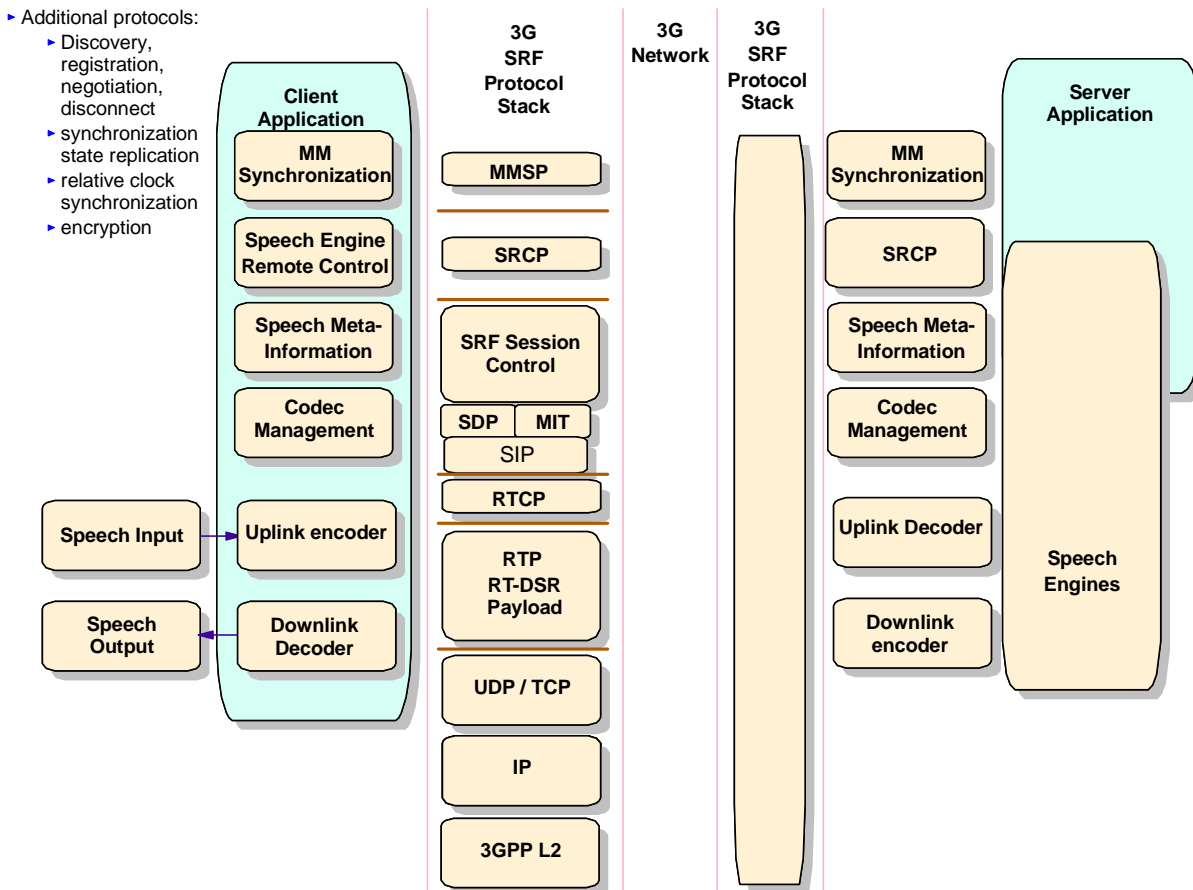 Additional protocols:
Discovery,
registration,
negotiation,
disconnect
synchronization
state replication
relative clock
synchronization
encryption
Client
Application
MM
Synchronization
Speech Engine
Remote Control
Speech Meta-
Information
Codec
Management
Speech Input
Uplink encoder
Speech
Output
Downlink
Decoder
3G
SRF
Protocol
Stack
MMSP
SRCP
SRF Session
Control
SDP
MIT
SIP
RTCP
RTP
RT-DSR
Payload
UDP / TCP
IP
3GPP L2
3G
Network
3G
SRF
Protocol
Stack
MM
Synchronization
SRCP
Speech Meta-
Information
Codec
Management
Uplink Decoder
Downlink
encoder
Server
Application
Speech
Engines